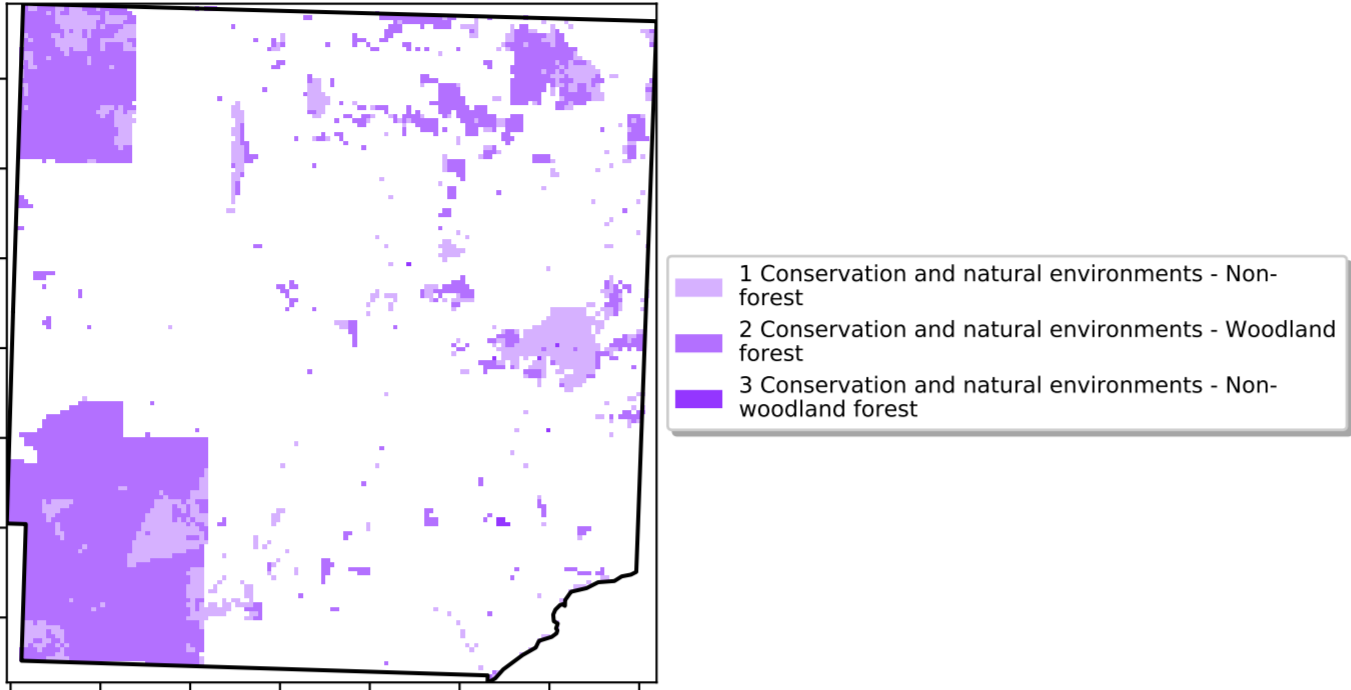 1 Conservation and natural environments - Non-
forest
2 Conservation and natural environments - Woodland
forest
3 Conservation and natural environments - Non-
woodland forest